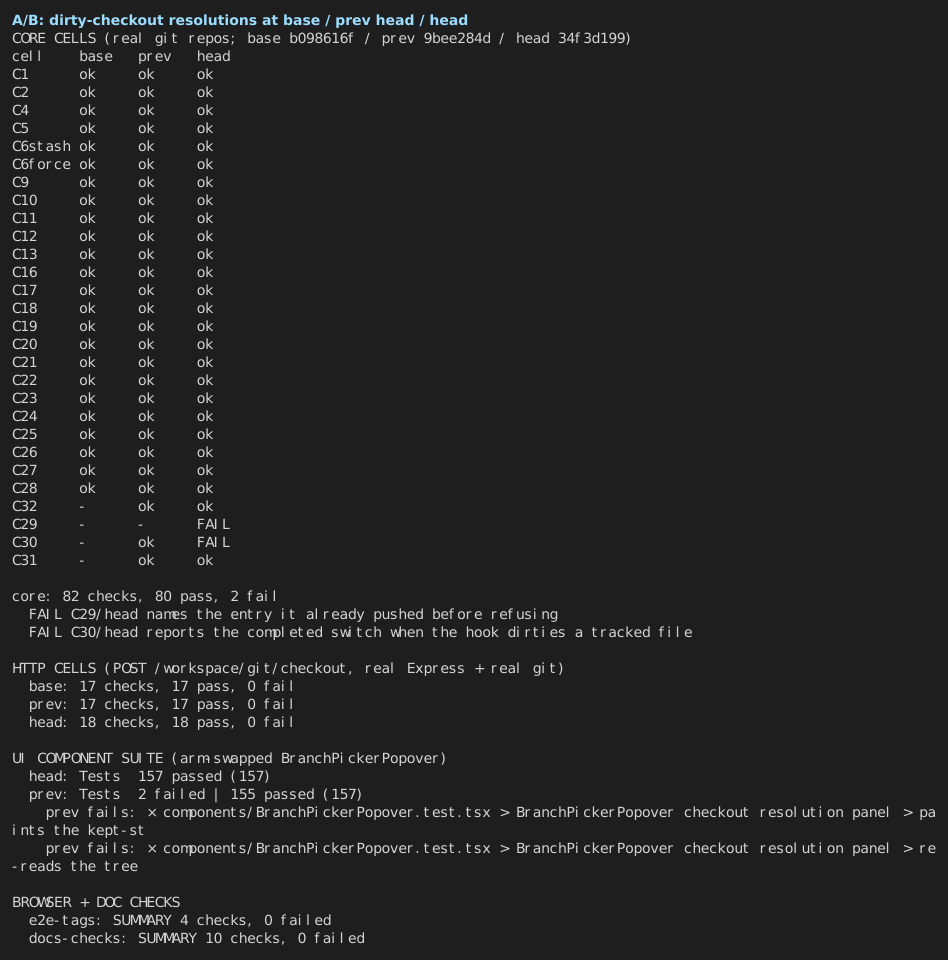 A/B: dirty-checkout resolutions at base / prev head / head
CORE CELLS (real git repos; base b098616f / prev 9bee284d / head 34f3d199)
cell base prev head
C1 ok ok ok
C2 ok ok ok
C4 ok ok ok
C5 ok ok ok
C6stash ok ok ok
C6force ok ok ok
C9 ok ok ok
C10 ok ok ok
C11 ok ok ok
C12 ok ok ok
C13 ok ok ok
C16 ok ok ok
C17 ok ok ok
C18 ok ok ok
C19 ok ok ok
C20 ok ok ok
C21 ok ok ok
C22 ok ok ok
C23 ok ok ok
C24 ok ok ok
C25 ok ok ok
C26 ok ok ok
C27 ok ok ok
C28 ok ok ok
C32 - ok ok
C29 - - FAIL
C30 - ok FAIL
C31 - ok ok
core: 82 checks, 80 pass, 2 fail
FAIL C29/head names the entry it already pushed before refusing
FAIL C30/head reports the completed switch when the hook dirties a tracked file
HTTP CELLS (POST /workspace/git/checkout, real Express + real git)
base: 17 checks, 17 pass, 0 fail
prev: 17 checks, 17 pass, 0 fail
head: 18 checks, 18 pass, 0 fail
UI COMPONENT SUITE (arm-swapped BranchPickerPopover)
head: Tests 157 passed (157)
prev: Tests 2 failed | 155 passed (157)
prev fails: × components/BranchPickerPopover.test.tsx > BranchPickerPopover checkout resolution panel > pa
ints the kept-st
prev fails: × components/BranchPickerPopover.test.tsx > BranchPickerPopover checkout resolution panel > re
-reads the tree
BROWSER + DOC CHECKS
e2e-tags: SUMMARY 4 checks, 0 failed
docs-checks: SUMMARY 10 checks, 0 failed